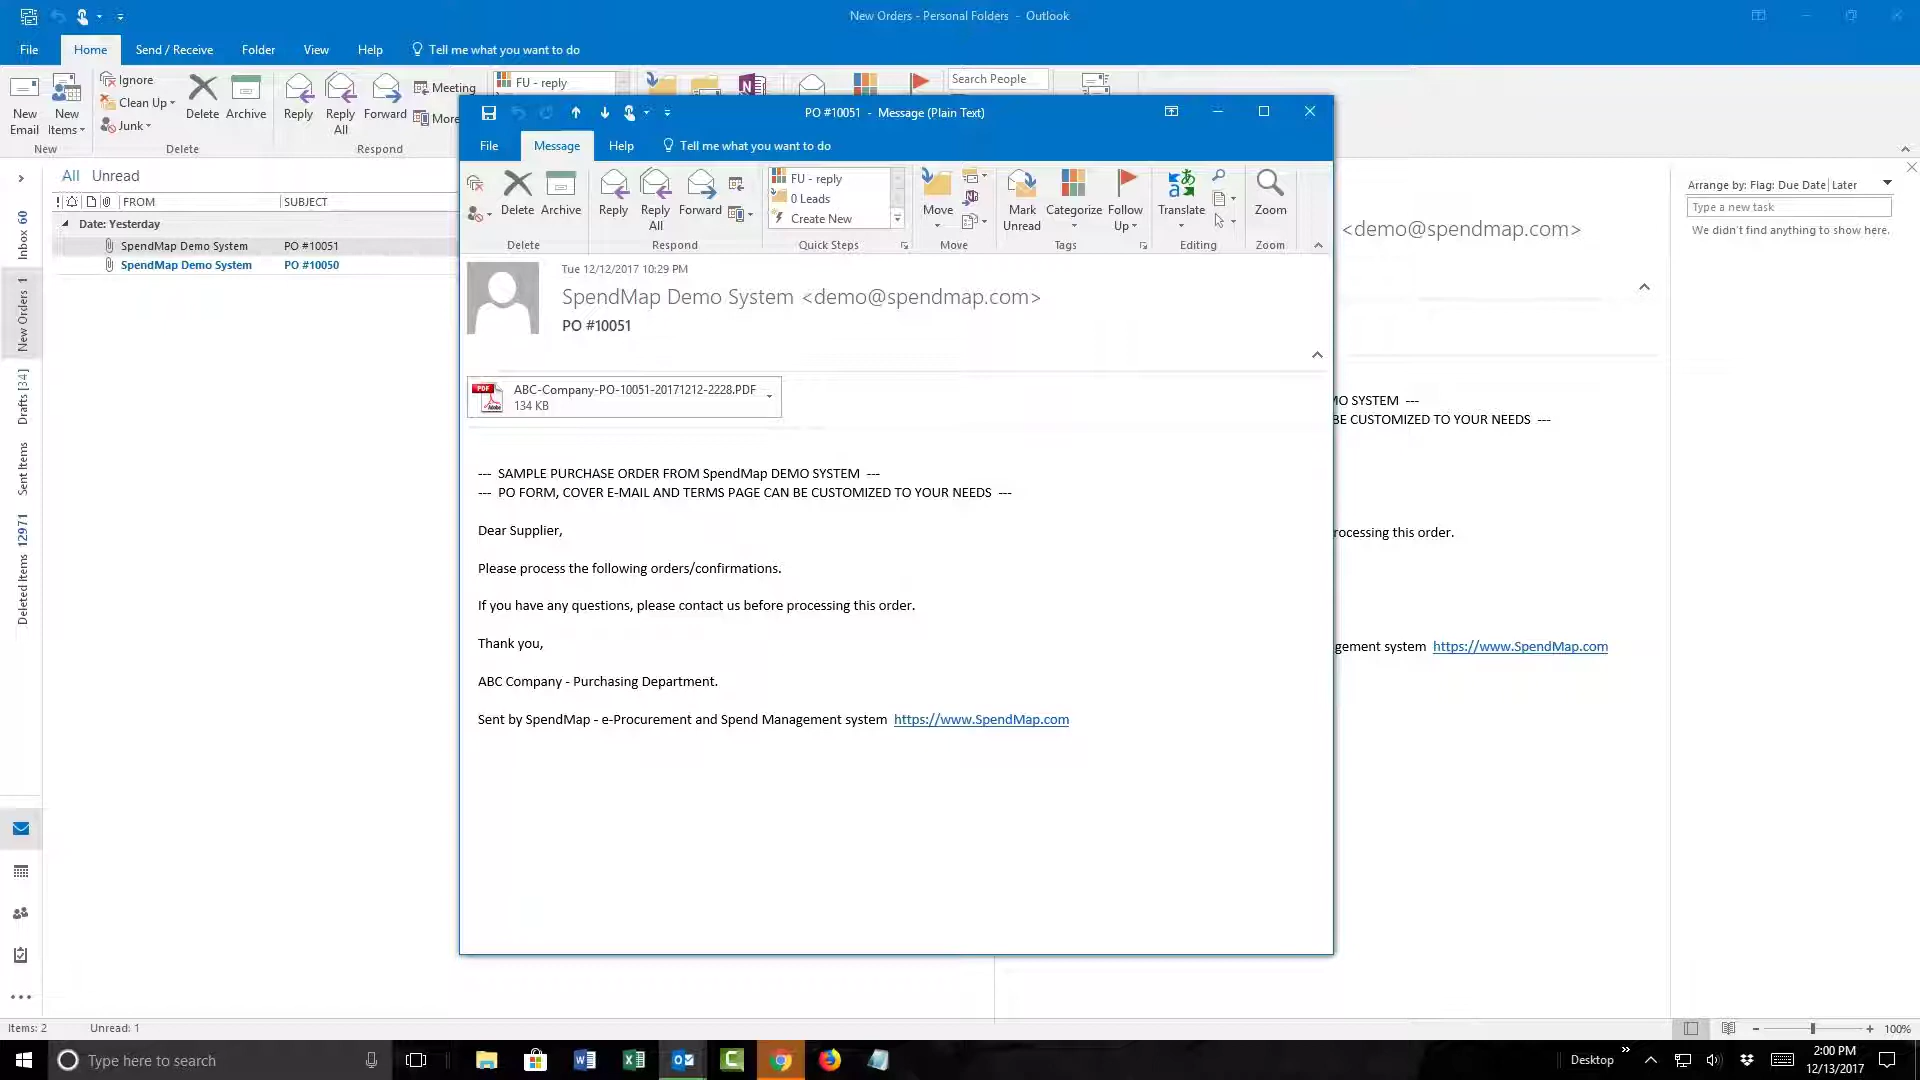 New Orders - Personal Folders - Outlook
File Home Send / Receive Folder View Help Tell me what you want to do
New Email
New Items
Ignore
Clean Up
Junk
Delete
Archive
Reply
Reply All
Forward
Meeting
More
FU - reply
Search People
New
Delete
Respond
All Unread
FROM SUBJECT
Date: Yesterday
SpendMap Demo System PO #10051
SpendMap Demo System PO #10050
Inbox 60
New Orders 1
Drafts [34]
Sent Items
Deleted Items 12971
PO #10051 - Message (Plain Text)
File Message Help Tell me what you want to do
Delete
Archive
Reply
Reply All
Forward
FU - reply
0 Leads
Create New
Move
Mark Unread
Categorize
Follow Up
Translate
Zoom
Delete
Respond
Quick Steps
Move
Tags
Editing
Zoom
Tue 12/12/2017 10:29 PM
SpendMap Demo System <demo@spendmap.com>
PO #10051
PDF
Adobe
ABC-Company-PO-10051-20171212-2228.PDF
134 KB
--- SAMPLE PURCHASE ORDER FROM SpendMap DEMO SYSTEM ---
--- PO FORM, COVER E-MAIL AND TERMS PAGE CAN BE CUSTOMIZED TO YOUR NEEDS ---
Dear Supplier,
Please process the following orders/confirmations.
If you have any questions, please contact us before processing this order.
Thank you,
ABC Company - Purchasing Department.
Sent by SpendMap - e-Procurement and Spend Management system https://www.SpendMap.com
<demo@spendmap.com>
MO SYSTEM ---
BE CUSTOMIZED TO YOUR NEEDS ---
rocessing this order.
gement system https://www.SpendMap.com
Arrange by: Flag: Due Date Later
Type a new task
We didn't find anything to show here.
Items: 2 Unread: 1
100%
Type here to search
Desktop
2:00 PM
12/13/2017